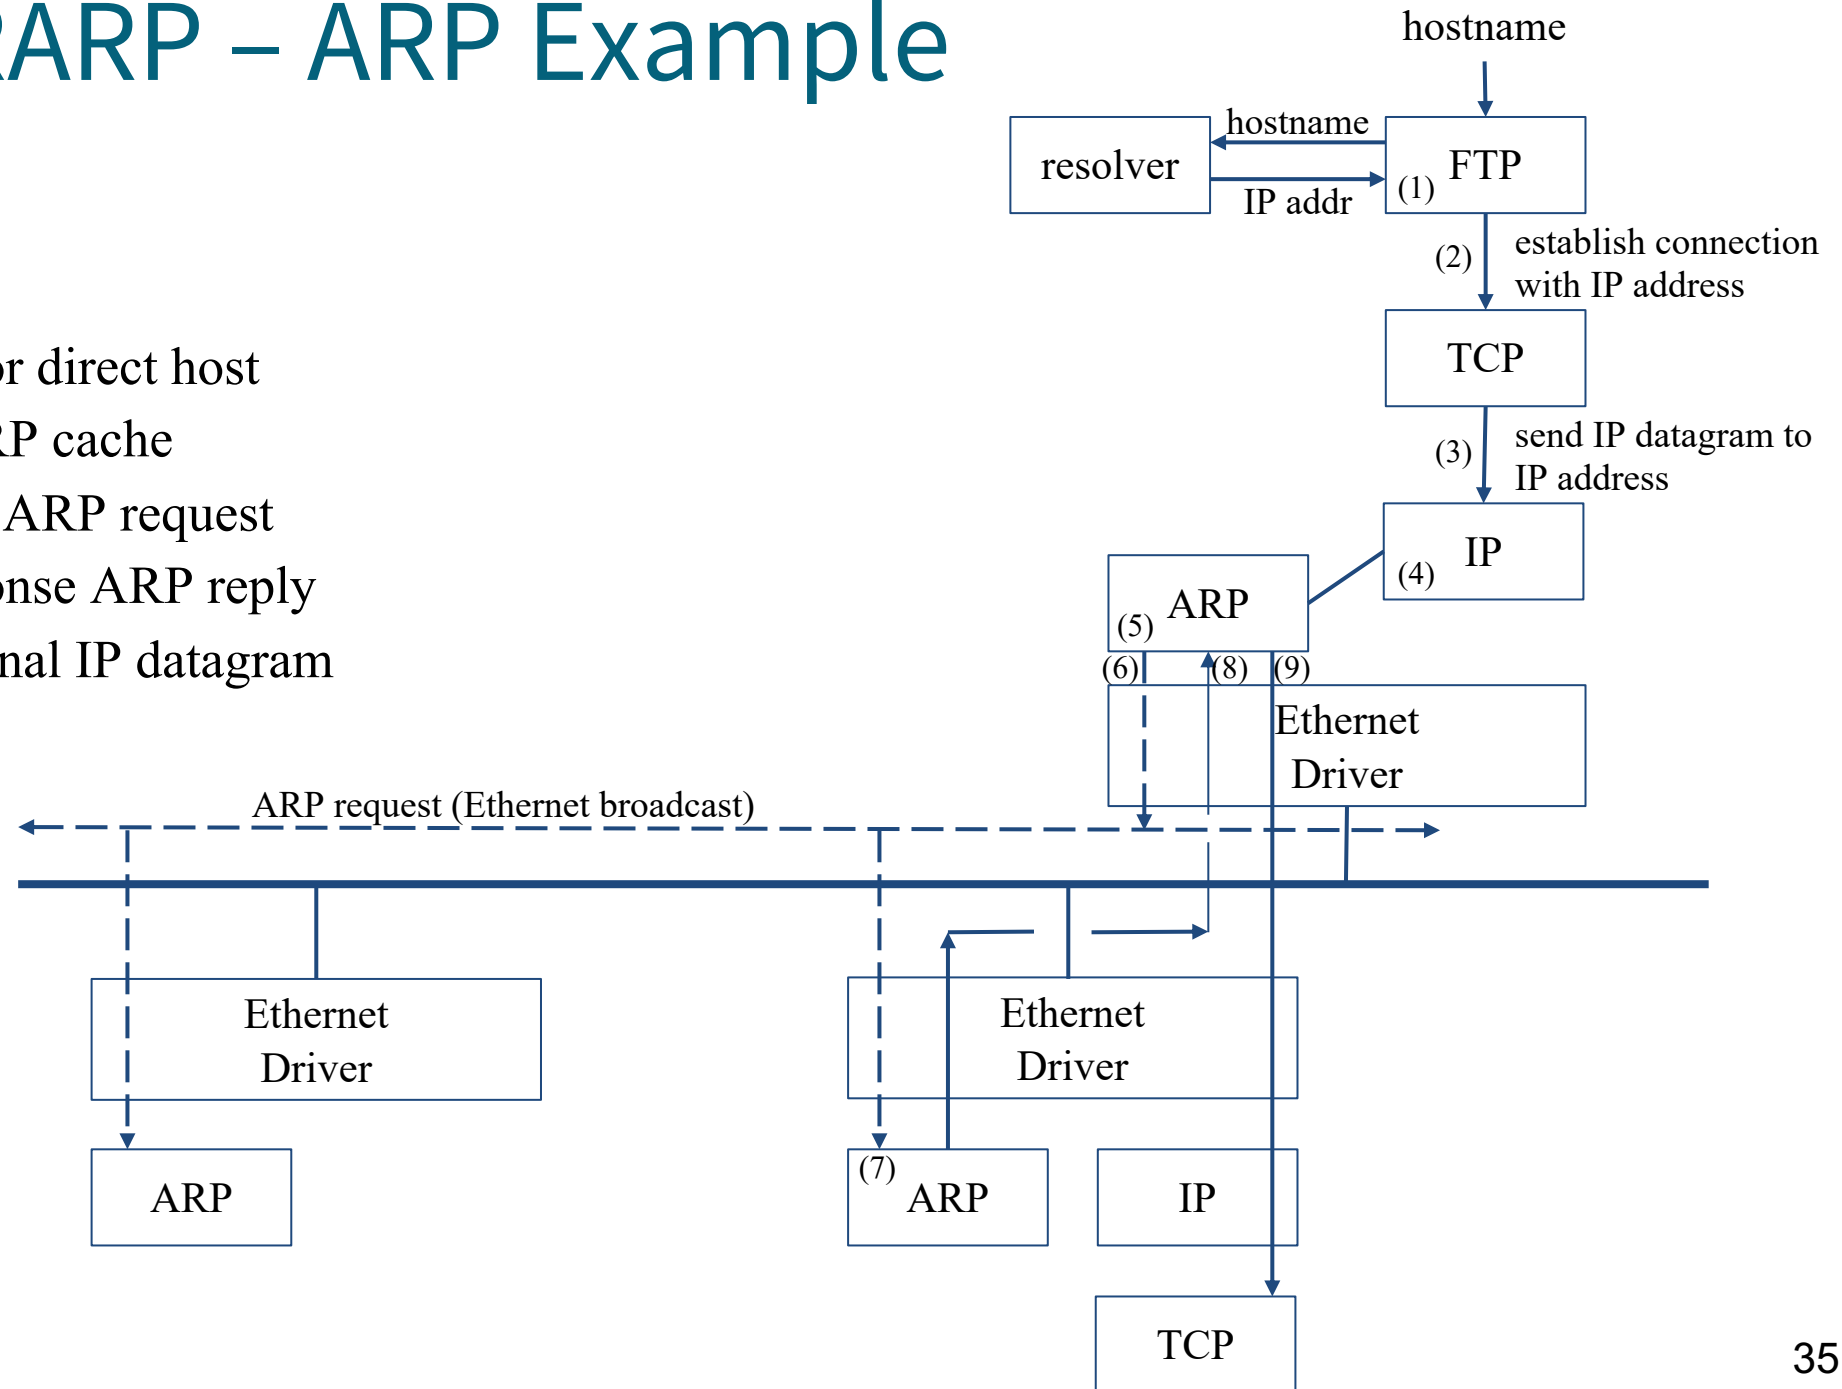 ARP – ARP Example
or direct host
RP cache
ARP request
onse ARP reply
nal IP datagram
hostname
hostname
resolver
FTP
(1)
IP addr
(2)
establish connection
with IP address
TCP
(3)
send IP datagram to
IP address
IP
(4)
ARP
(5)
(6)
(8)
(9)
Ethernet
Driver
ARP request (Ethernet broadcast)
Ethernet
Driver
Ethernet
Driver
ARP
(7)
ARP
IP
TCP
35